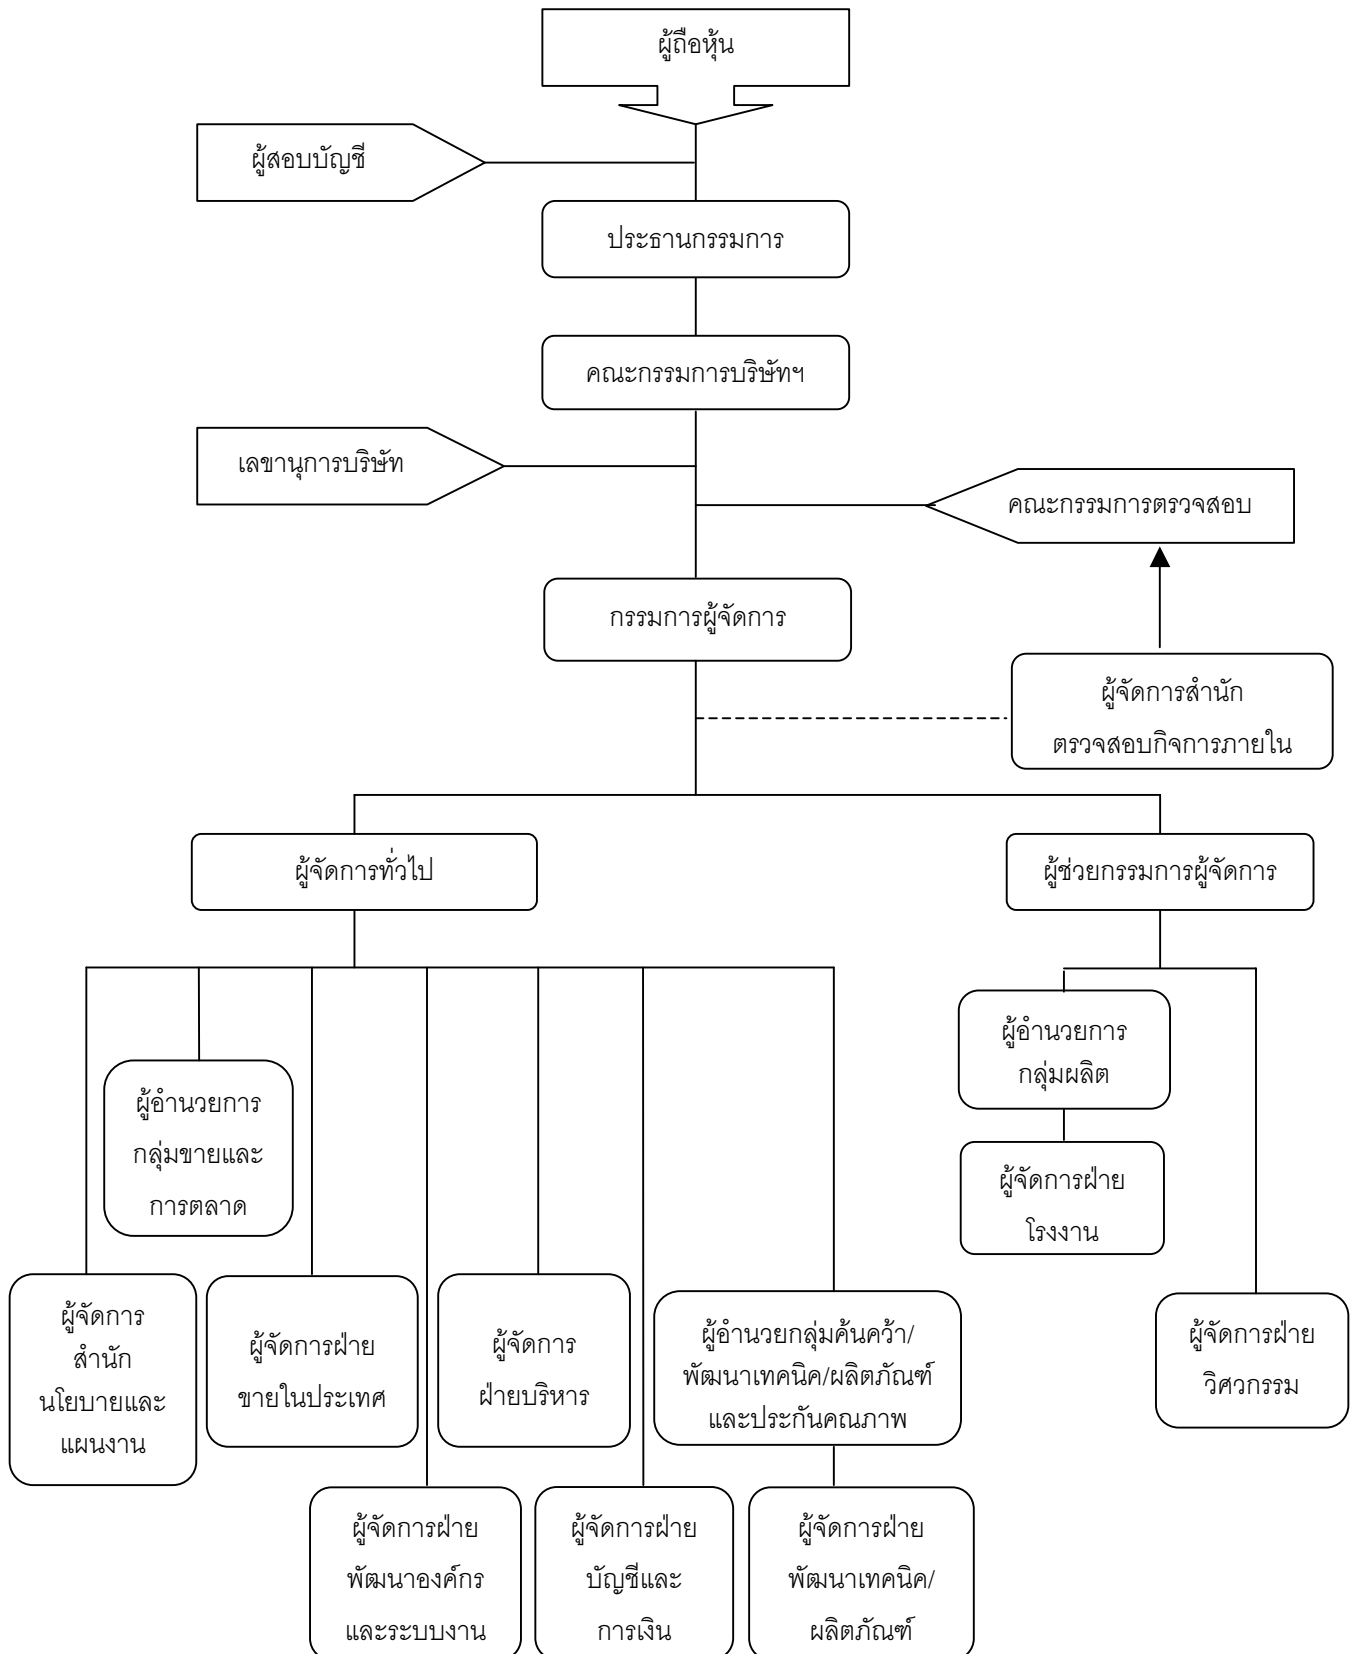 ผู้ถือหุ้น
ผู้สอบบัญชี
ประธานกรรมการ
คณะกรรมการบริษัทฯ
เลขานุการบริษัท
คณะกรรมการตรวจสอบ
กรรมการผู้จัดการ
ผู้จัดการสำนัก
ตรวจสอบกิจการภายใน
ผู้จัดการทั่วไป
ผู้ช่วยกรรมการผู้จัดการ
ผู้อำนวยการ
กลุ่มผลิต
ผู้อำนวยการ
กลุ่มขายและ
การตลาด
ผู้จัดการฝ่าย
โรงงาน
ผู้จัดการ
สำนัก
นโยบายและ
แผนงาน
ผู้จัดการฝ่าย
ขายในประเทศ
ผู้จัดการ
ฝ่ายบริหาร
ผู้อำนวยกลุ่มค้นคว้า/
พัฒนาเทคนิค/ผลิตภัณฑ์
และประกันคณภาพ
ผู้จัดการฝ่าย
วิศวกรรม
ผู้จัดการฝ่าย
พัฒนาองค์กร
และระบบงาน
ผู้จัดการฝ่าย
บัญชีและ
การเงิน
ผู้จัดการฝ่าย
พัฒนาเทคนิค/
ผลิตภัณฑ์